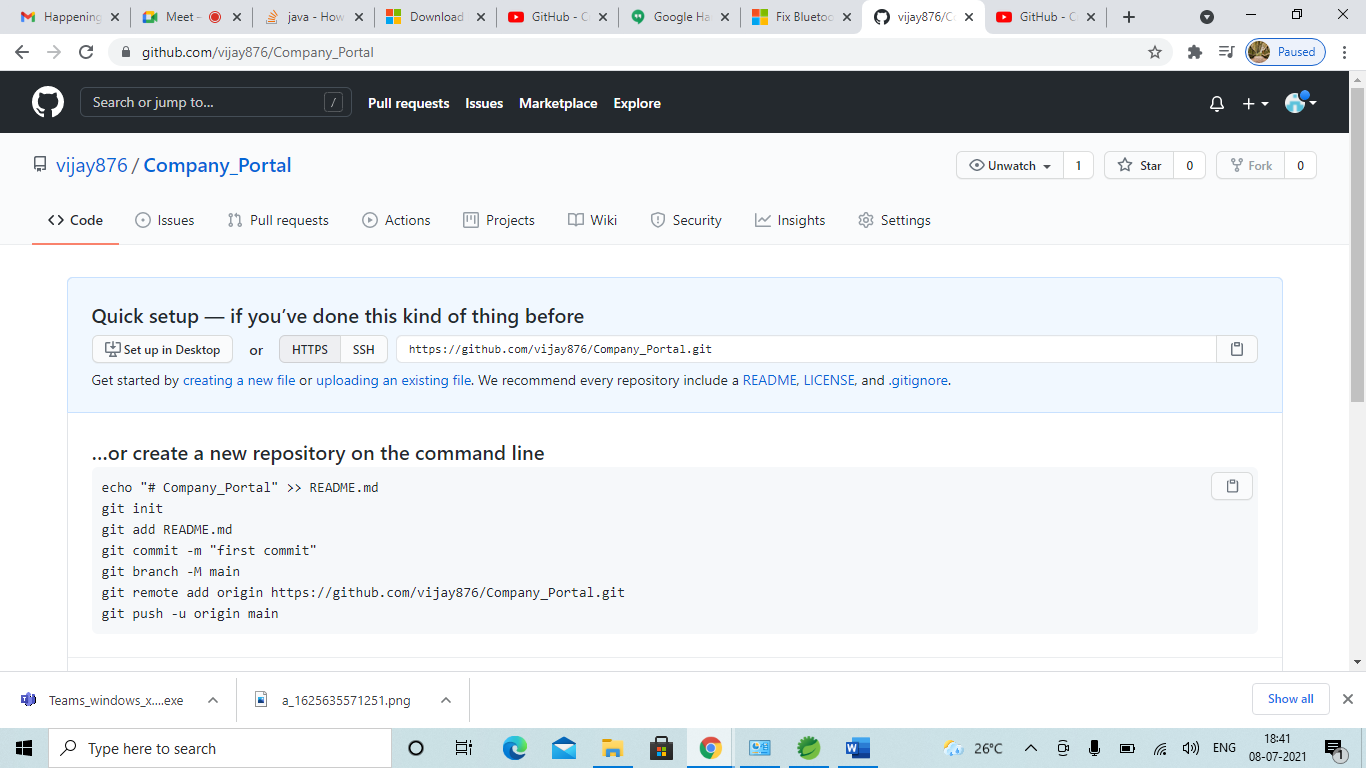 Happening
Meet -
java - How
Download
GitHub - C
Google Ha
Fix Bluetoo
vijay876/C
GitHub - C
github.com/vijay876/Company_Portal
Paused
Search or jump to...
/
Pull requests
Issues
Marketplace
Explore
vijay876 / Company_Portal
Unwatch
1
Star
0
Fork
0
Code
Issues
Pull requests
Actions
Projects
Wiki
Security
Insights
Settings
Quick setup — if you’ve done this kind of thing before
Set up in Desktop
or
HTTPS
SSH
https://github.com/vijay876/Company_Portal.git
Get started by creating a new file or uploading an existing file. We recommend every repository include a README, LICENSE, and .gitignore.
…or create a new repository on the command line
echo "# Company_Portal" >> README.md
git init
git add README.md
git commit -m "first commit"
git branch -M main
git remote add origin https://github.com/vijay876/Company_Portal.git
git push -u origin main
Teams_windows_x....exe
a_1625635571251.png
Show all
Type here to search
26°C
ENG
18:41
08-07-2021
1